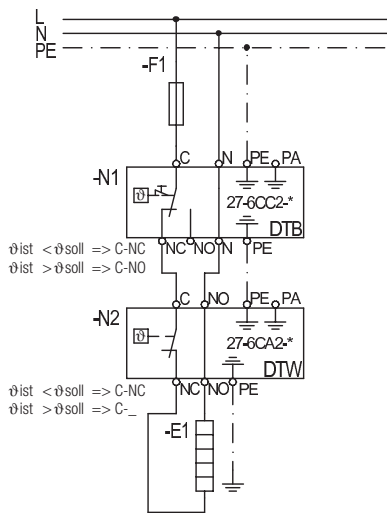 L
N
PE
-F1
C N PE PA
-N1
27-6CC2-*
DTB
NC NO N PE
ϑist <ϑsoll => C-NC
ϑist >ϑsoll => C-NO
C NO PE PA
-N2
ϑ
ϑ
27-6CA2-*
DTW
NC NO PE
ϑist <ϑsoll => C-NC
ϑist >ϑsoll => C-_
-E1